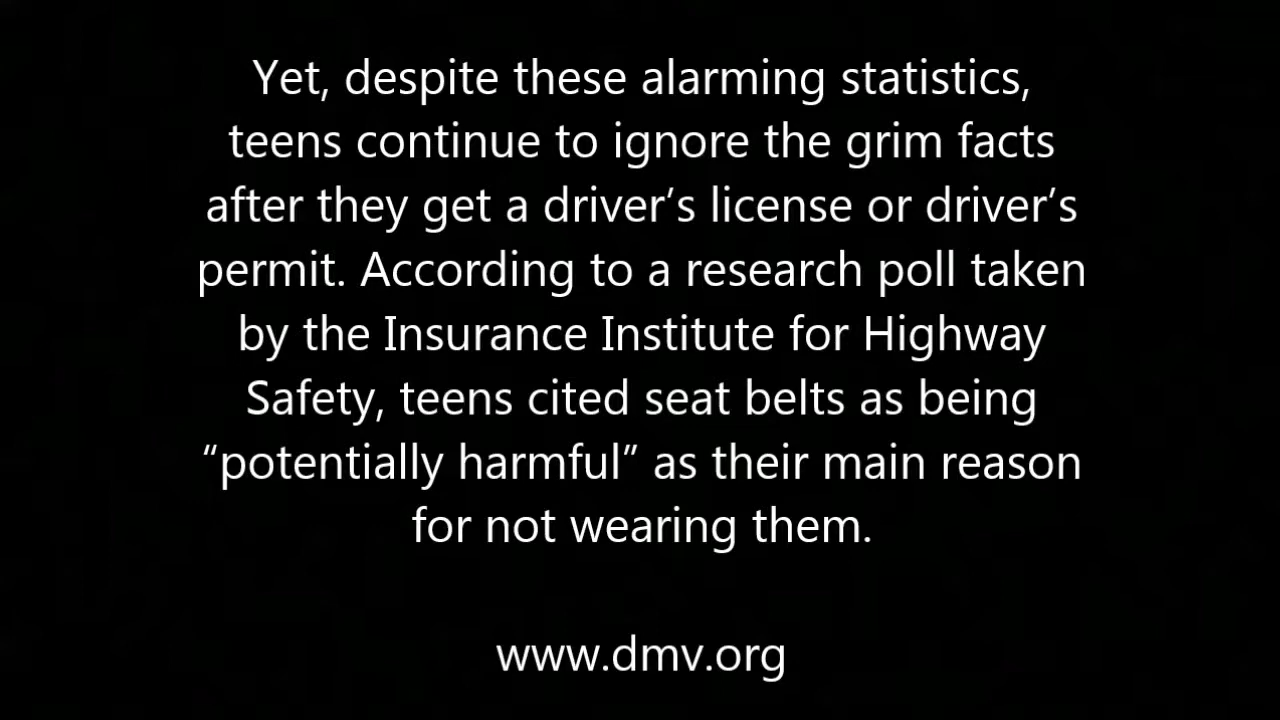 Yet, despite these alarming statistics,
teens continue to ignore the grim facts
after they get a driver’s license or driver’s
permit. According to a research poll taken
by the Insurance Institute for Highway
Safety, teens cited seat belts as being
“potentially harmful” as their main reason
for not wearing them.
www.dmv.org